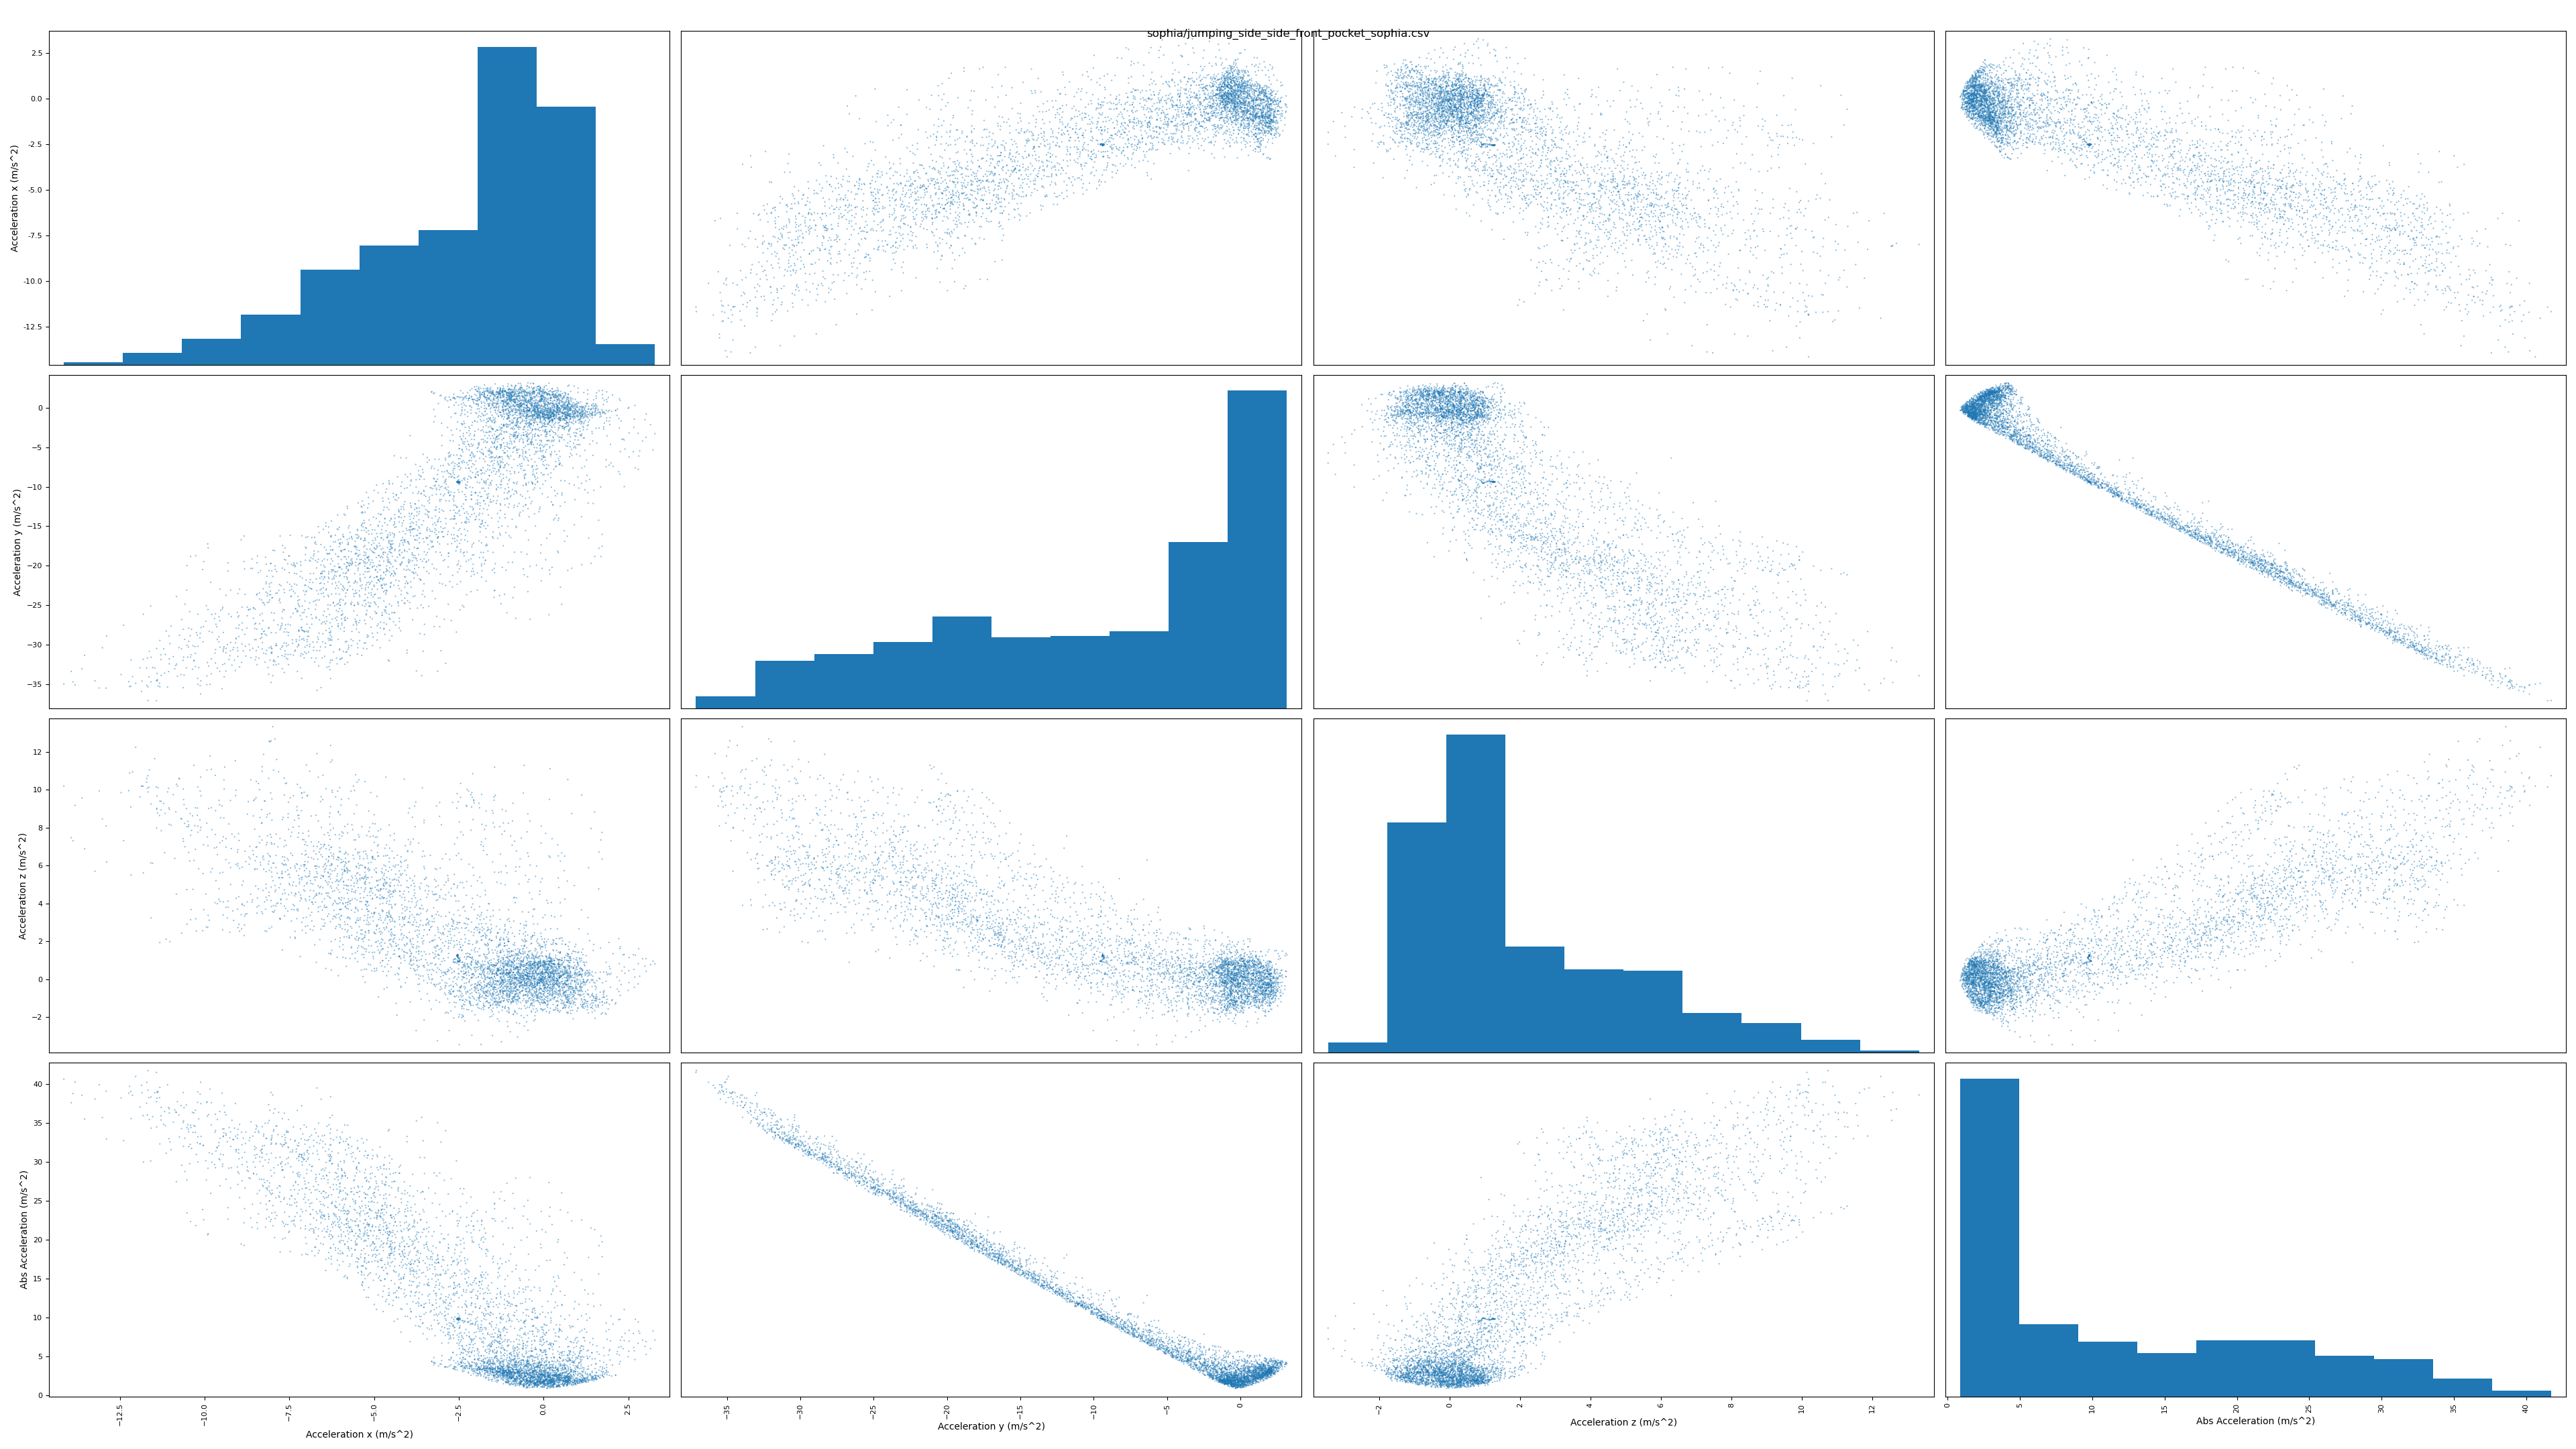 sophia/jumping_side_side_front_pocket_sophia.csv
Acceleration x (m/s^2)
2.5
0.0
-2.5
-5.0
-7.5
-10.0
-12.5
Acceleration y (m/s^2)
0
−5
−10
−15
−20
−25
−30
−35
Acceleration z (m/s^2)
12
10
8
6
4
2
0
−2
Abs Acceleration (m/s^2)
40
35
30
25
20
15
10
5
0
−12.5 −10.0 −7.5 −5.0 −2.5 0.0 2.5
Acceleration x (m/s^2)
−35 −30 −25 −20 −15 −10 −5 0
Acceleration y (m/s^2)
−2 0 2 4 6 8 10 12
Acceleration z (m/s^2)
0 5 10 15 20 25 30 35 40
Abs Acceleration (m/s^2)